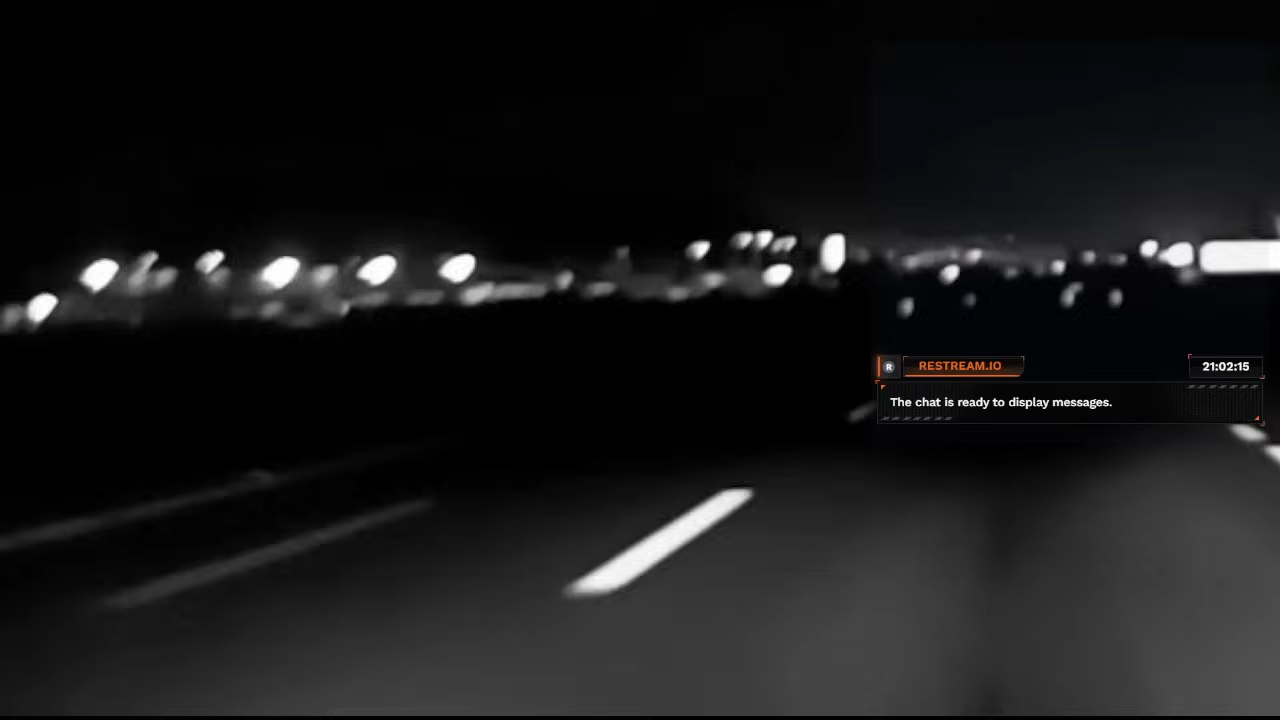 R RESTREAM.IO 21:02:15
The chat is ready to display messages.